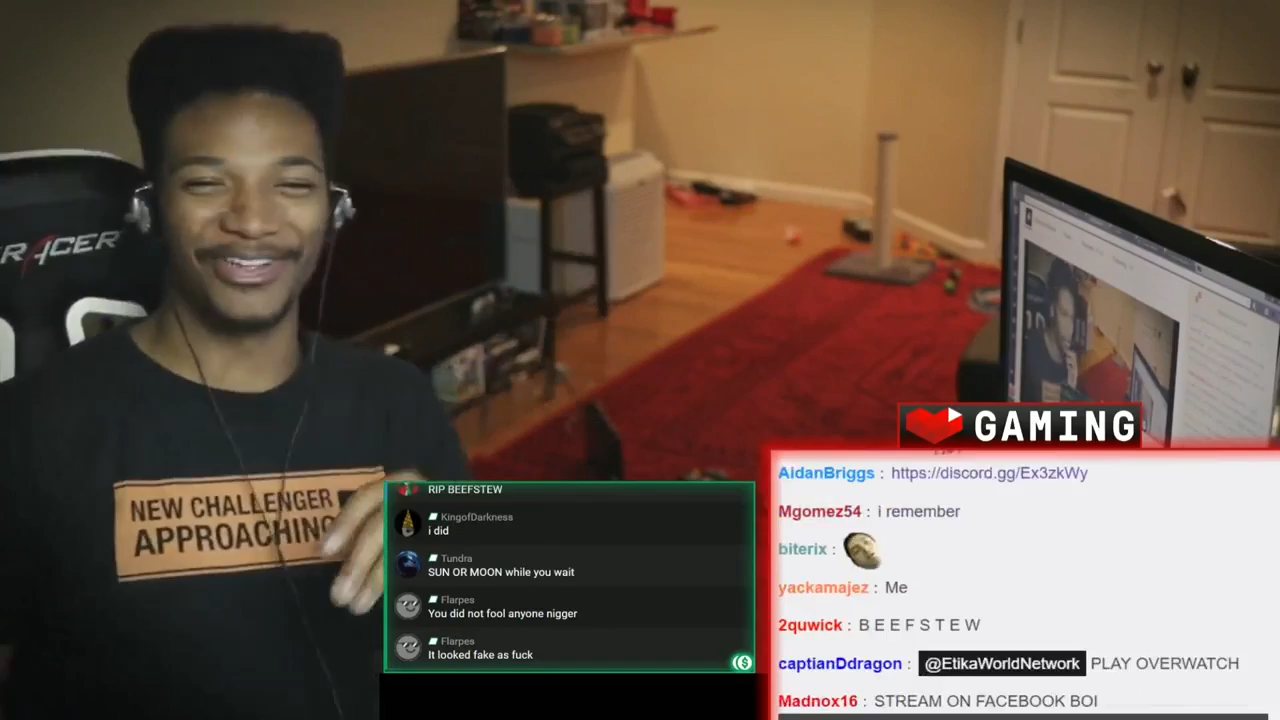 RACER
NEW CHALLENGER
APPROACHING
RIP BEEFSTEW
KingofDarkness
i did
Tundra
SUN OR MOON while you wait
Flarpes
You did not fool anyone nigger
Flarpes
It looked fake as fuck
GAMING
AidanBriggs : https://discord.gg/Ex3zkWy
Mgomez54 : i remember
biterix :
yackamajez : Me
2quwick : B E E F S T E W
captianDdragon : @EtikaWorldNetwork PLAY OVERWATCH
Madnox16 : STREAM ON FACEBOOK BOI